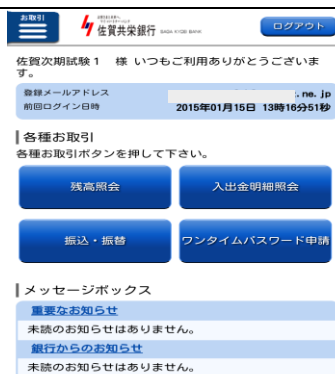 お取引
佐賀共栄銀行 SAGA KYOEI BANK
ログアウト
佐賀次期試験1 様 いつもご利用ありがとうございま
す。
登録メールアドレス .ne.jp
前回ログイン日時 2015年01月15日 13時16分51秒
各種お取引
各種お取引ボタンを押して下さい。
残高照会 入出金明細照会
振込・振替 ワンタイムパスワード申請
メッセージボックス
重要なお知らせ
未読のお知らせはありません。
銀行からのお知らせ
未読のお知らせはありません。